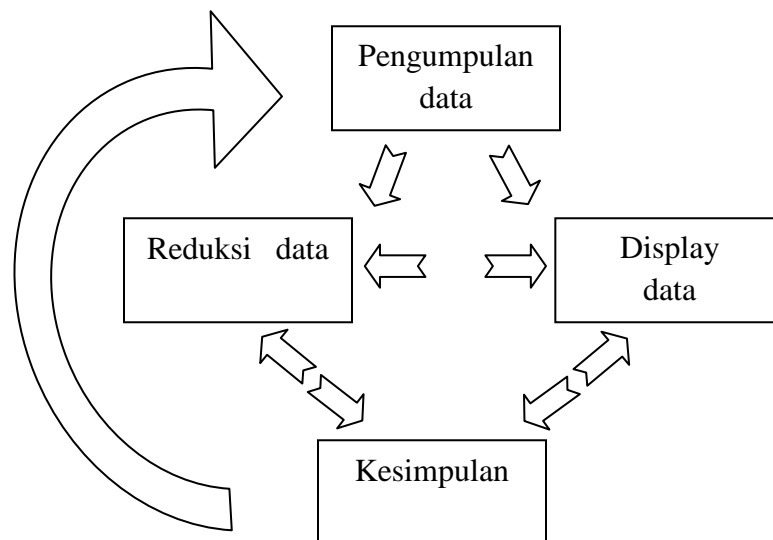 Pengumpulan
data
Reduksi data
Display
data
Kesimpulan